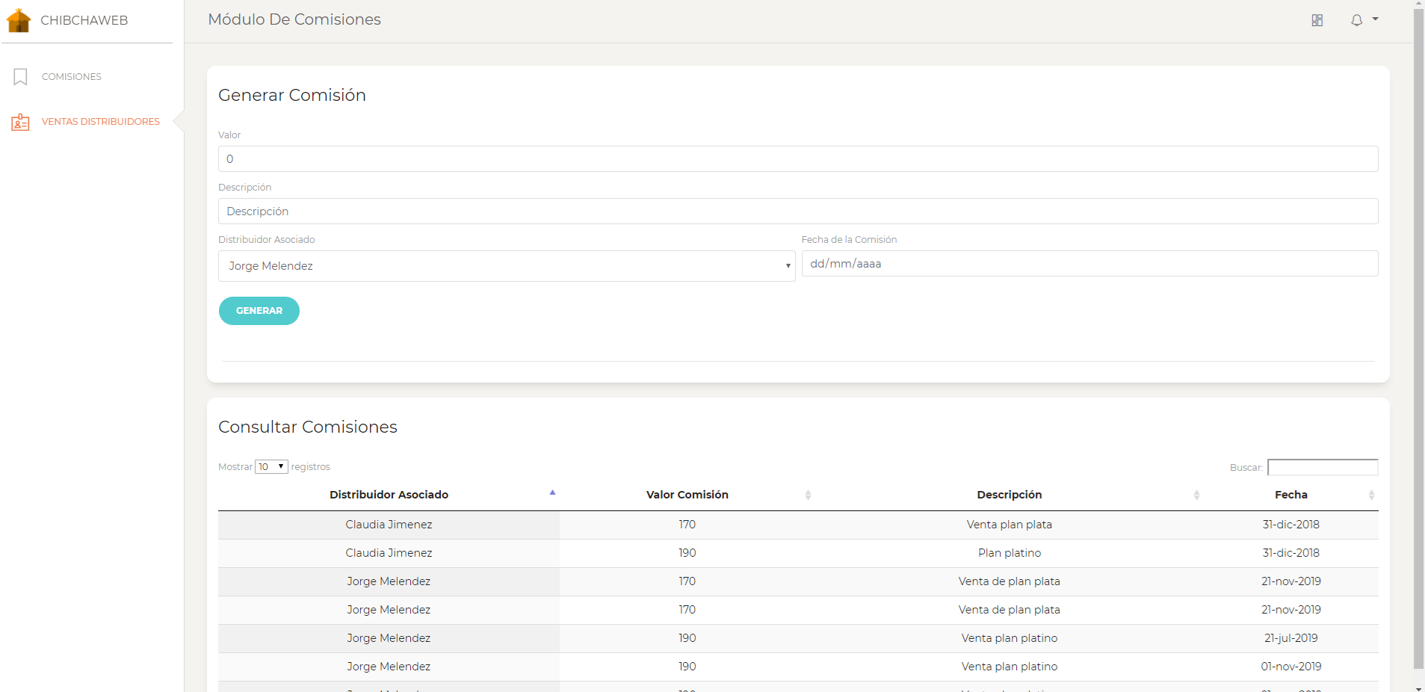 CHIBCHAWEB
Módulo De Comisiones
COMISIONES
VENTAS DISTRIBUIDORES
Generar Comisión
Valor
0
Descripción
Descripción
Distribuidor Asociado Fecha de la Comisión
Jorge Melendez dd/mm/aaaa
GENERAR
Consultar Comisiones
Mostrar 10 registros Buscar:
Distribuidor Asociado Valor Comisión Descripción Fecha
Claudia Jimenez 170 Venta plan plata 31-dic-2018
Claudia Jimenez 190 Plan platino 31-dic-2018
Jorge Melendez 170 Venta de plan plata 21-nov-2019
Jorge Melendez 170 Venta de plan plata 21-nov-2019
Jorge Melendez 190 Venta plan platino 21-jul-2019
Jorge Melendez 190 Venta plan platino 01-nov-2019